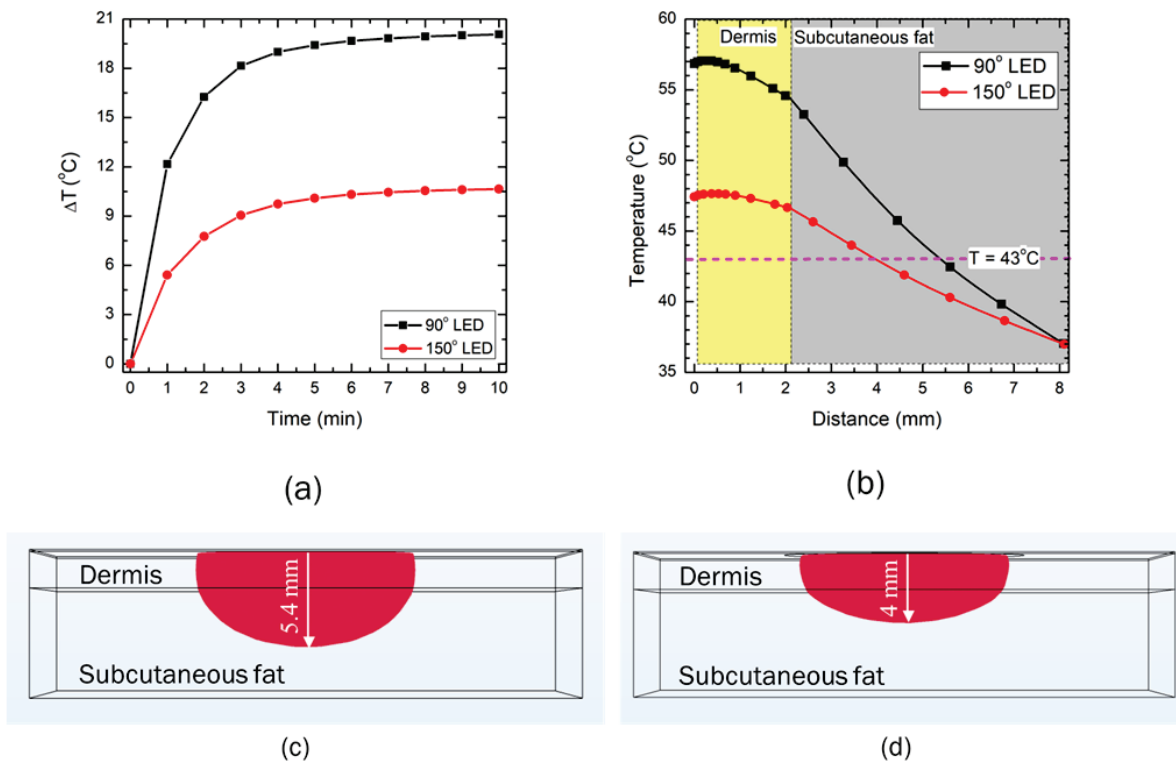 21
18
15
12
9
6
3
0
ΔT (°C)
0 1 2 3 4 5 6 7 8 9 10
Time (min)
90° LED
150° LED
(a)
60
55
50
45
40
35
Temperature (°C)
Dermis
Subcutaneous fat
90° LED
150° LED
T = 43°C
0 1 2 3 4 5 6 7 8
Distance (mm)
(b)
Dermis
5.4 mm
Subcutaneous fat
(c)
Dermis
4 mm
Subcutaneous fat
(d)